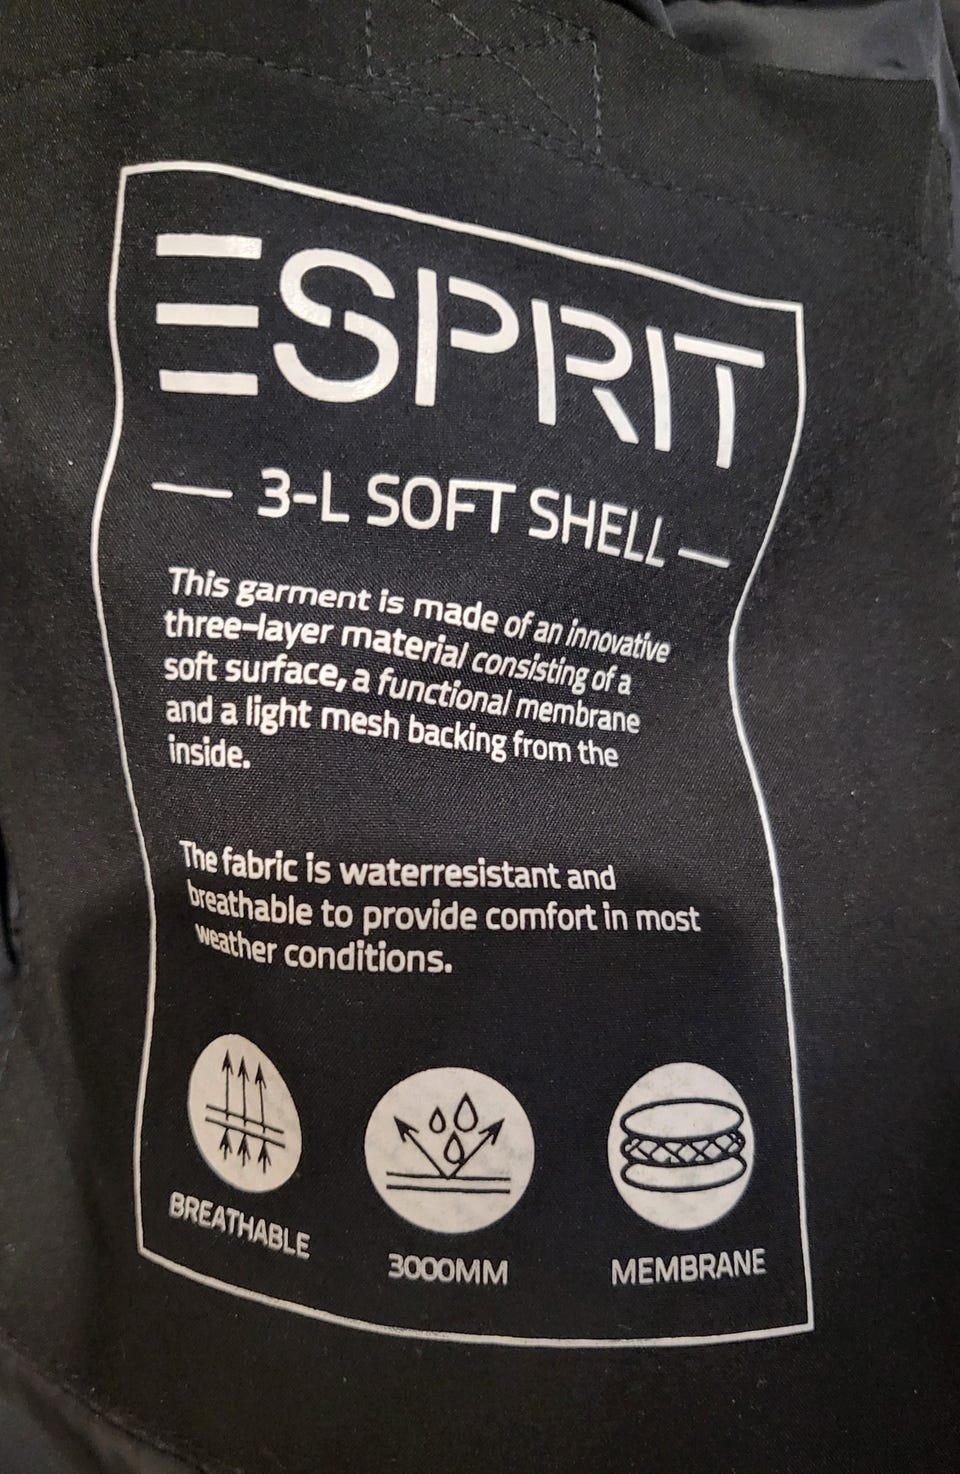 ESPRIT
— 3-L SOFT SHELL —
This garment is made of an innovative
three-layer material consisting of a
soft surface, a functional membrane
and a light mesh backing from the
inside.
The fabric is waterresistant and
breathable to provide comfort in most
weather conditions.
BREATHABLE
3000MM
MEMBRANE